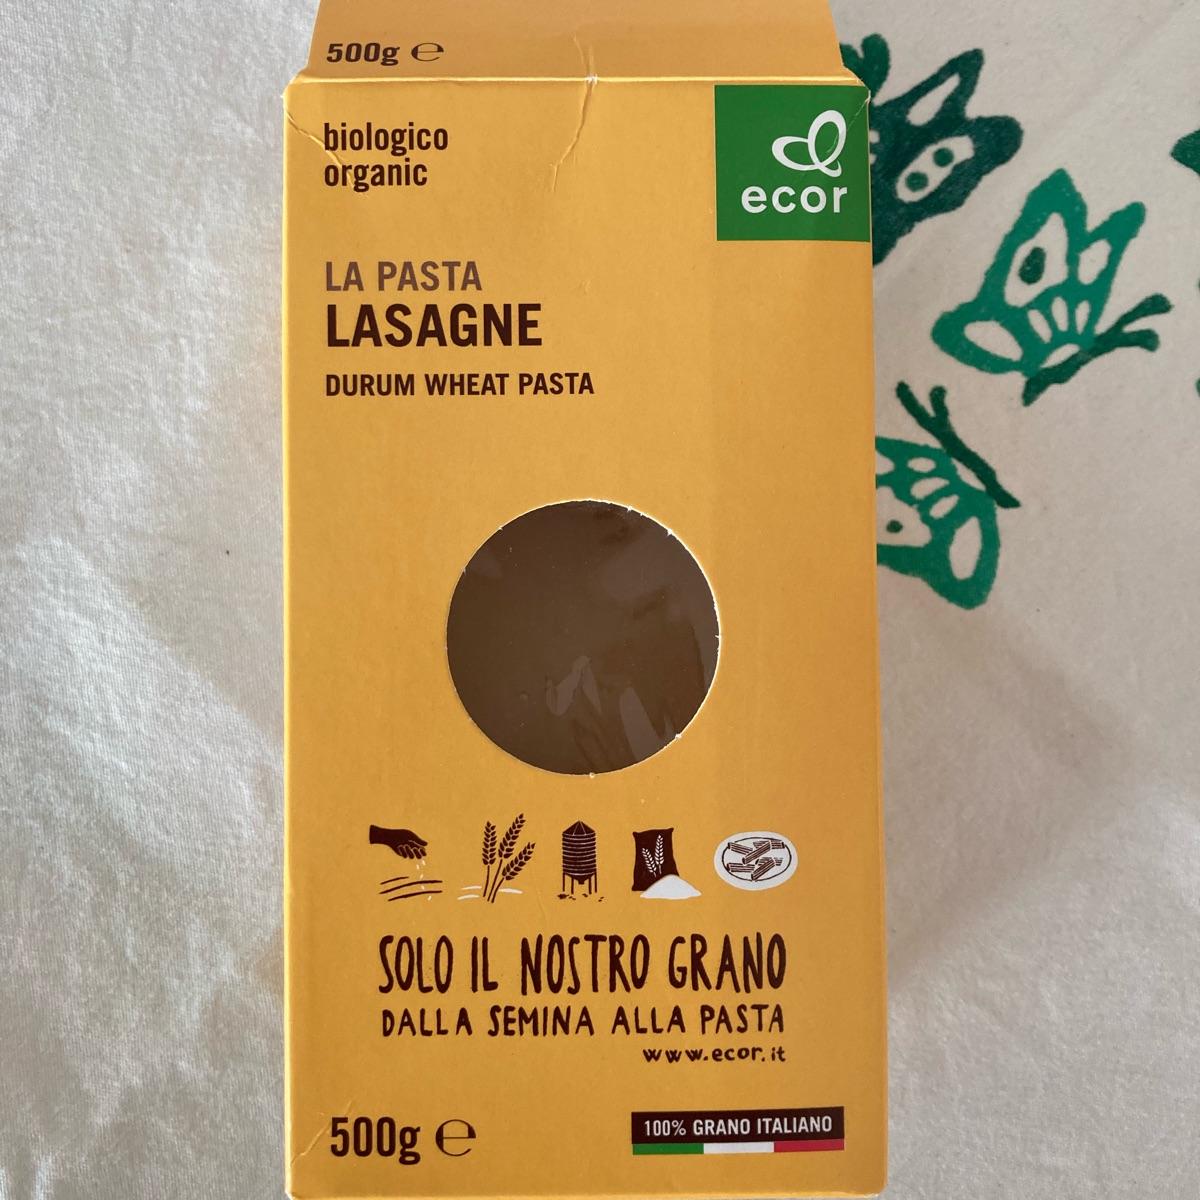 500g ℮
biologico
organic
ecor
LA PASTA
LASAGNE
DURUM WHEAT PASTA
SOLO IL NOSTRO GRANO
DALLA SEMINA ALLA PASTA
www.ecor.it
500g ℮
100% GRANO ITALIANO